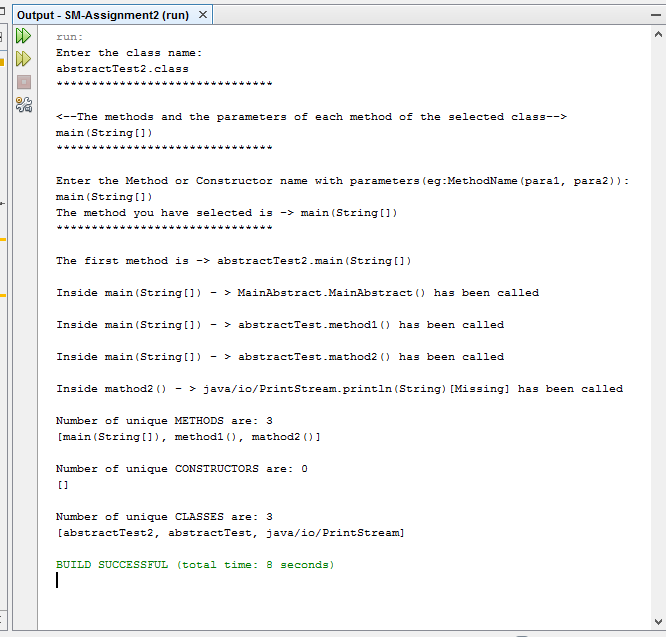 Output - SM-Assignment2 (run)
run:
Enter the class name:
abstractTest2.class
*******************************
<--The methods and the parameters of each method of the selected class-->
main(String[])
*******************************
Enter the Method or Constructor name with parameters(eg:MethodName(para1, para2)):
main(String[])
The method you have selected is -> main(String[])
*******************************
The first method is -> abstractTest2.main(String[])
Inside main(String[]) - > MainAbstract.MainAbstract() has been called
Inside main(String[]) - > abstractTest.method1() has been called
Inside main(String[]) - > abstractTest.mathod2() has been called
Inside mathod2() - > java/io/PrintStream.println(String)[Missing] has been called
Number of unique METHODS are: 3
[main(String[]), method1(), mathod2()]
Number of unique CONSTRUCTORS are: 0
[]
Number of unique CLASSES are: 3
[abstractTest2, abstractTest, java/io/PrintStream]
BUILD SUCCESSFUL (total time: 8 seconds)